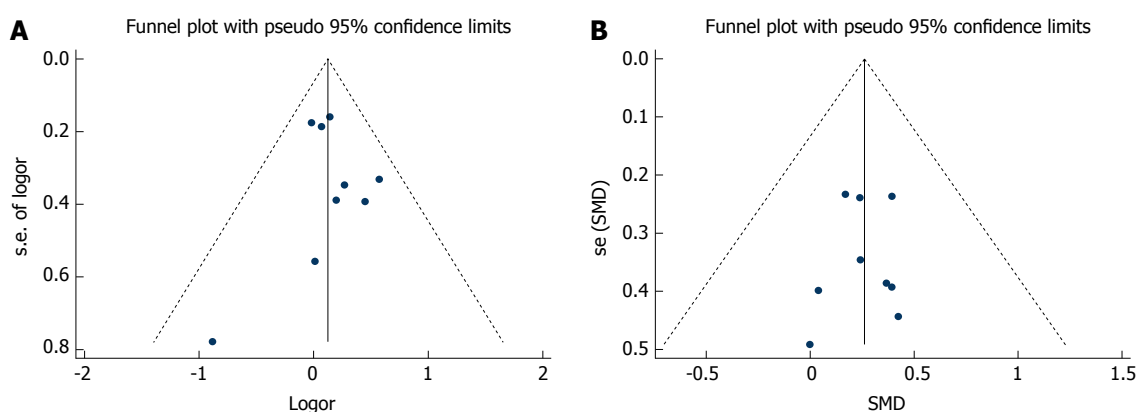 A
Funnel plot with pseudo 95% confidence limits
s.e. of logor
0.0
0.2
0.4
0.6
0.8
-2
-1
0
1
2
Logor
B
Funnel plot with pseudo 95% confidence limits
se (SMD)
0.0
0.1
0.2
0.3
0.4
0.5
-0.5
0
0.5
1
1.5
SMD